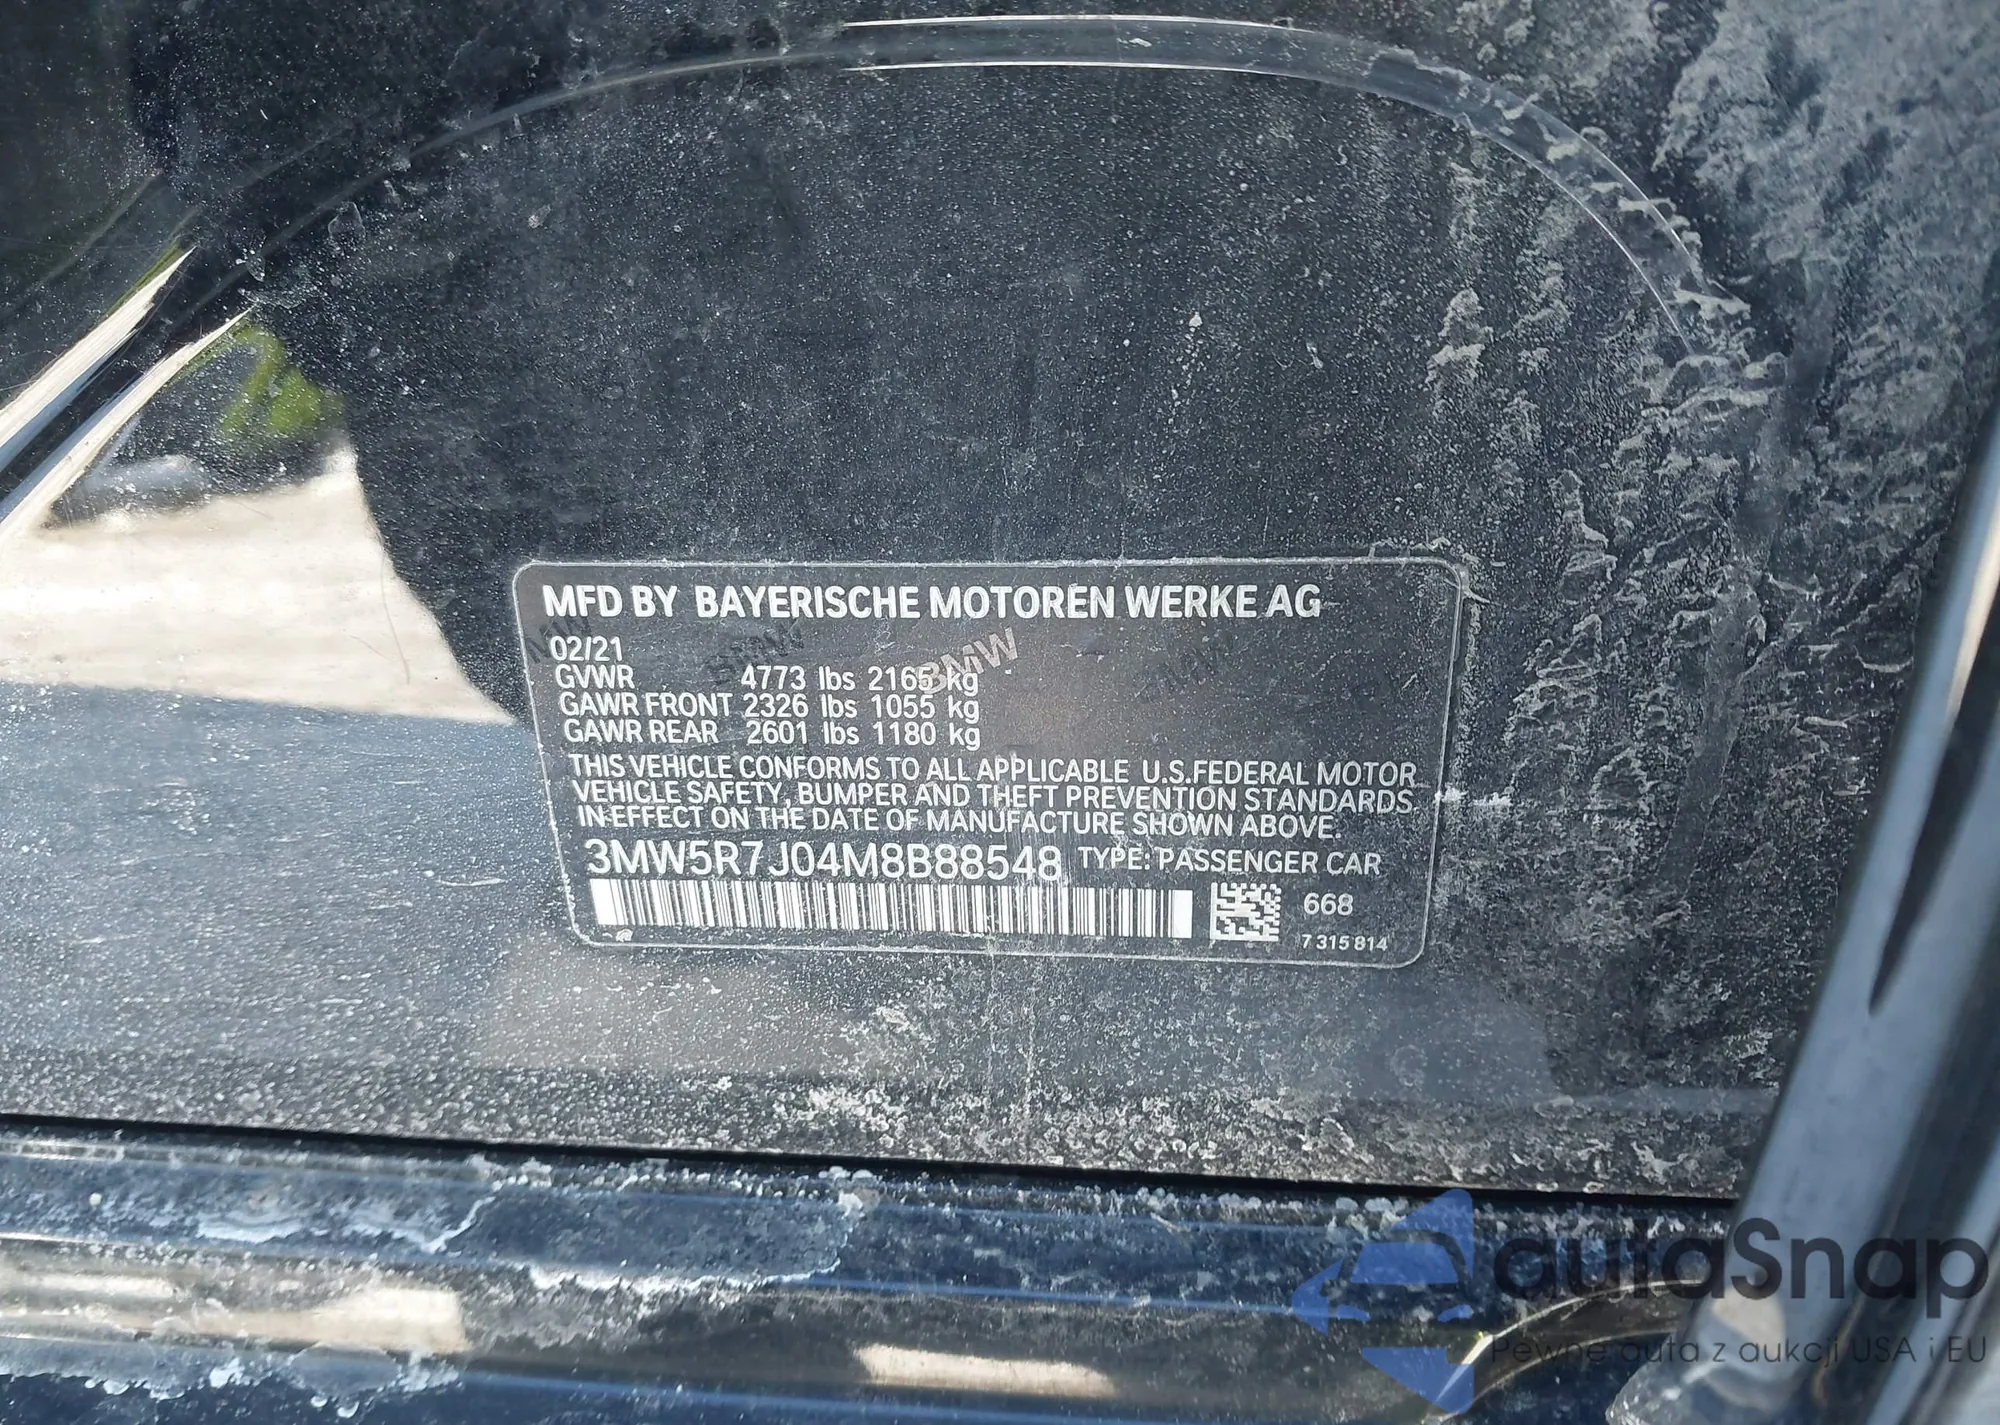 MFD BY BAYERISCHE MOTOREN WERKE AG
02/21
GVWR 4773 lbs 2165 kg
BMW
GAWR FRONT 2326 lbs 1055 kg
GAWR REAR 2601 lbs 1180 kg
THIS VEHICLE CONFORMS TO ALL APPLICABLE U.S.FEDERAL MOTOR
VEHICLE SAFETY, BUMPER AND THEFT PREVENTION STANDARDS
IN EFFECT ON THE DATE OF MANUFACTURE SHOWN ABOVE.
3MW5R7J04M8B88548 TYPE: PASSENGER CAR
668
7 315 814
autaSnap
Pewne auta z aukcji USA i EU